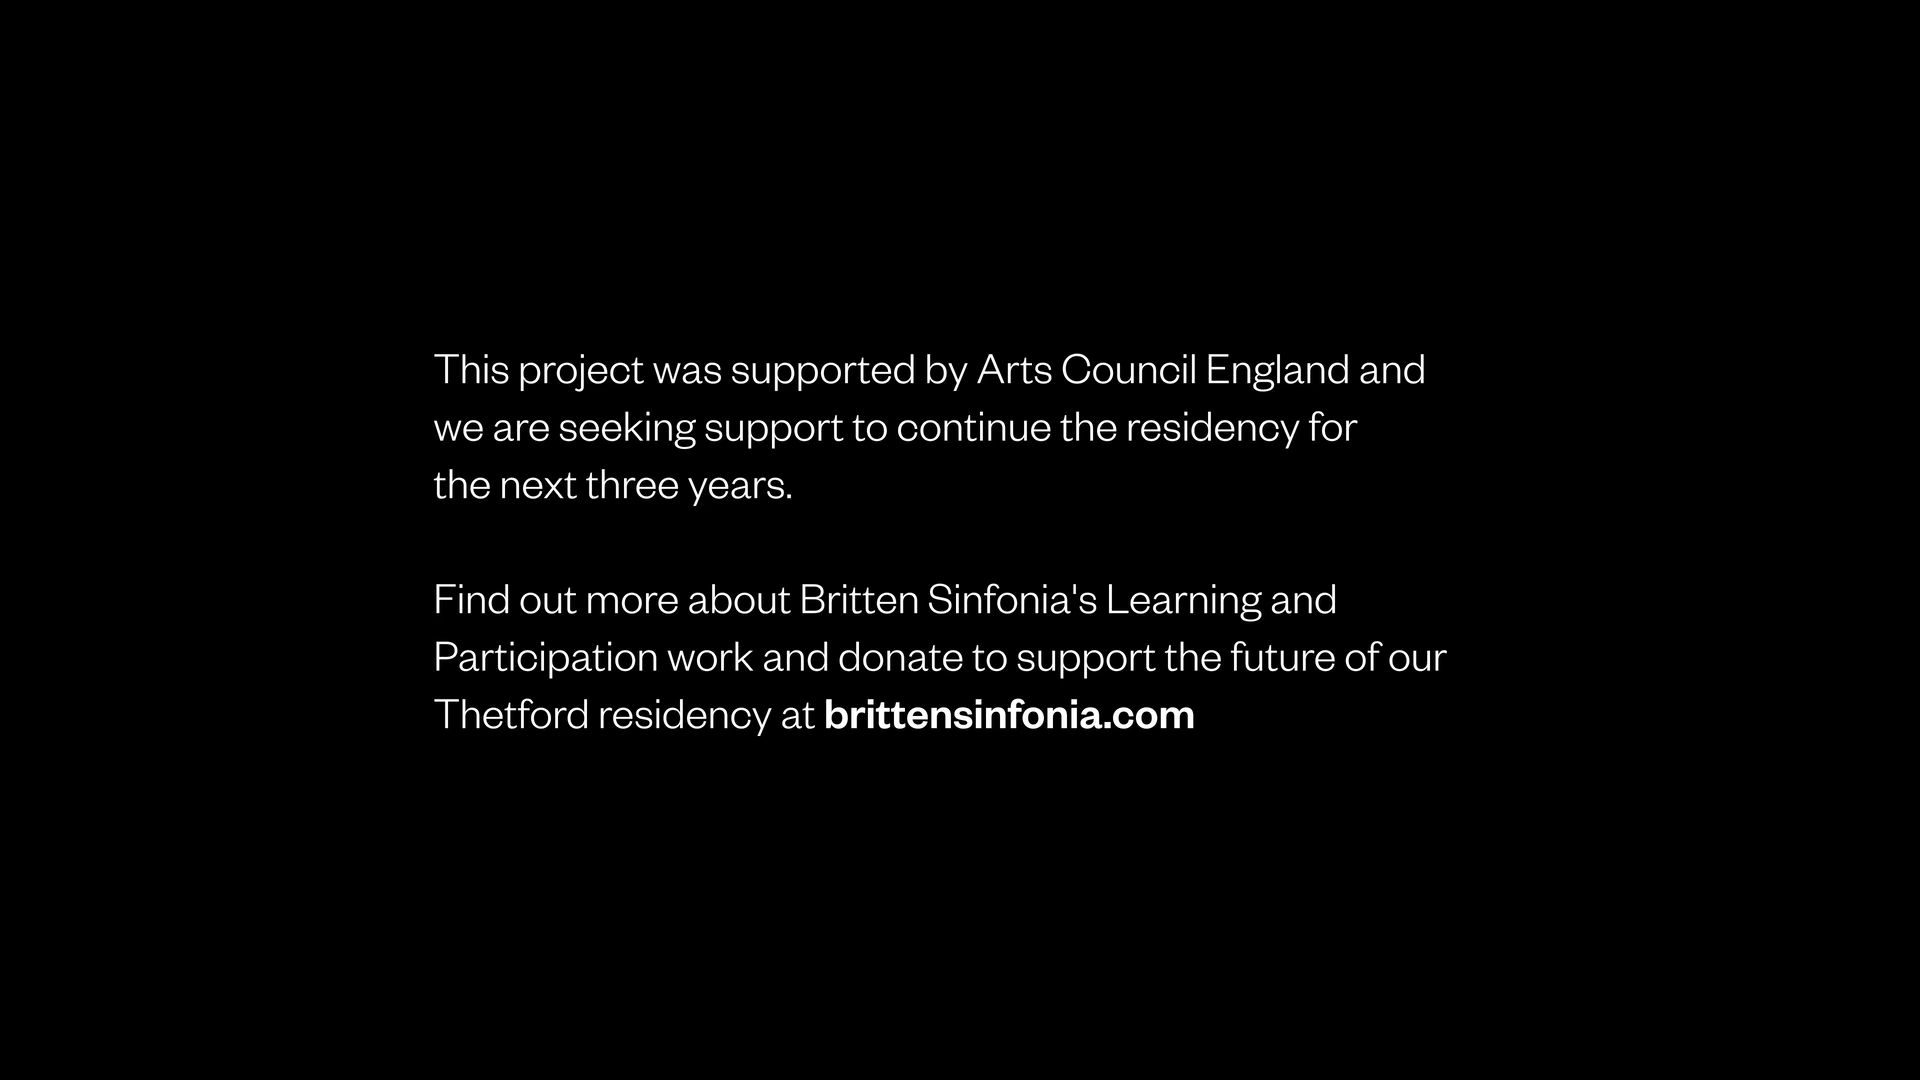 This project was supported by Arts Council England and
we are seeking support to continue the residency for
the next three years.
Find out more about Britten Sinfonia's Learning and
Participation work and donate to support the future of our
Thetford residency at brittensinfonia.com